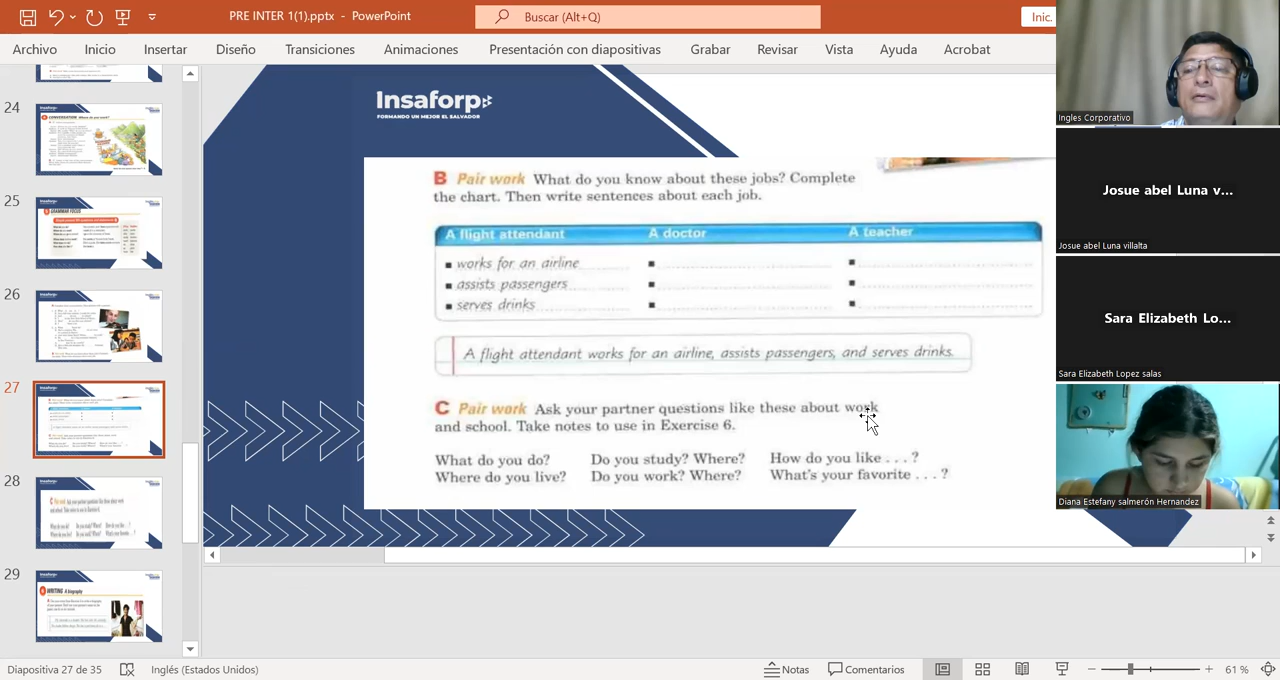 PRE INTER 1(1).pptx - PowerPoint
Buscar (Alt+Q)
Inic.
Archivo Inicio Insertar Diseño Transiciones Animaciones Presentación con diapositivas Grabar Revisar Vista Ayuda Acrobat
24
25
GRAMMAR FOCUS
26
27
28
29
WRITING A biography
Insaforp
FORMANDO UN MEJOR EL SALVADOR
B Pair work What do you know about these jobs? Complete
the chart. Then write sentences about each job.
A flight attendant A doctor A teacher
works for an airline
assists passengers
serves drinks
A flight attendant works for an airline, assists passengers, and serves drinks.
C Pair work Ask your partner questions like these about work
and school. Take notes to use in Exercise 6.
What do you do? Do you study? Where? How do you like . . . ?
Where do you live? Do you work? Where? What's your favorite . . . ?
Ingles Corporativo
Josue abel Luna v...
Josue abel Luna villalta
Sara Elizabeth Lo...
Sara Elizabeth Lopez salas
Diana Estefany salmerón Hernandez
Diapositiva 27 de 35 Inglés (Estados Unidos) Notas Comentarios 61 %